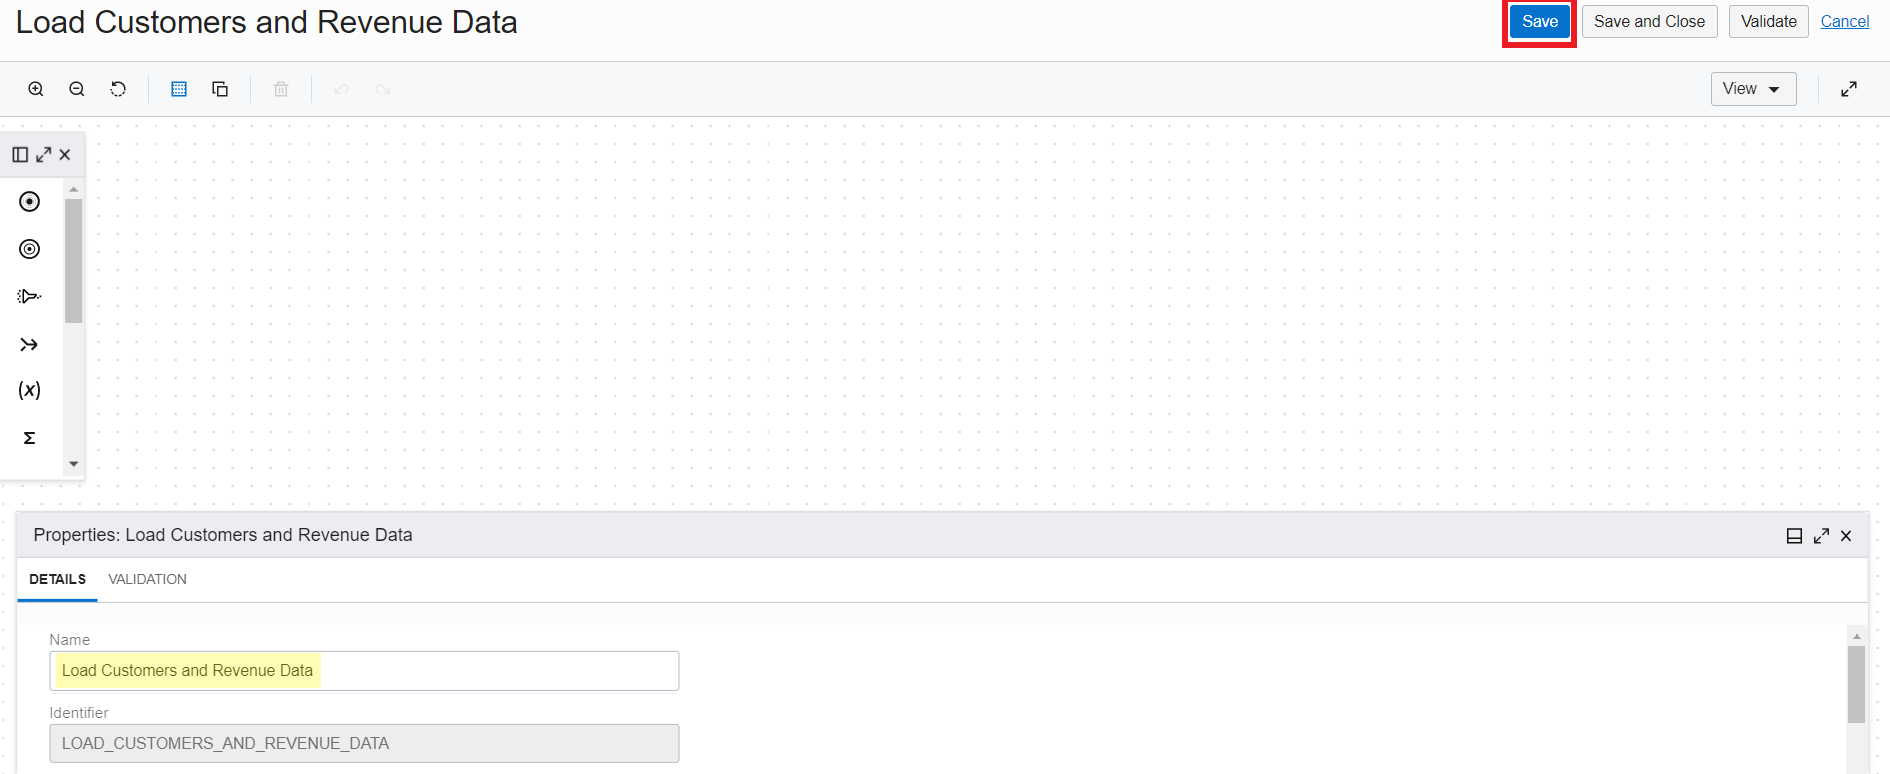 Load Customers and Revenue Data
Save Save and Close Validate Cancel
View
(x)
Σ
Properties: Load Customers and Revenue Data
DETAILS VALIDATION
Name
Load Customers and Revenue Data
Identifier
LOAD_CUSTOMERS_AND_REVENUE_DATA